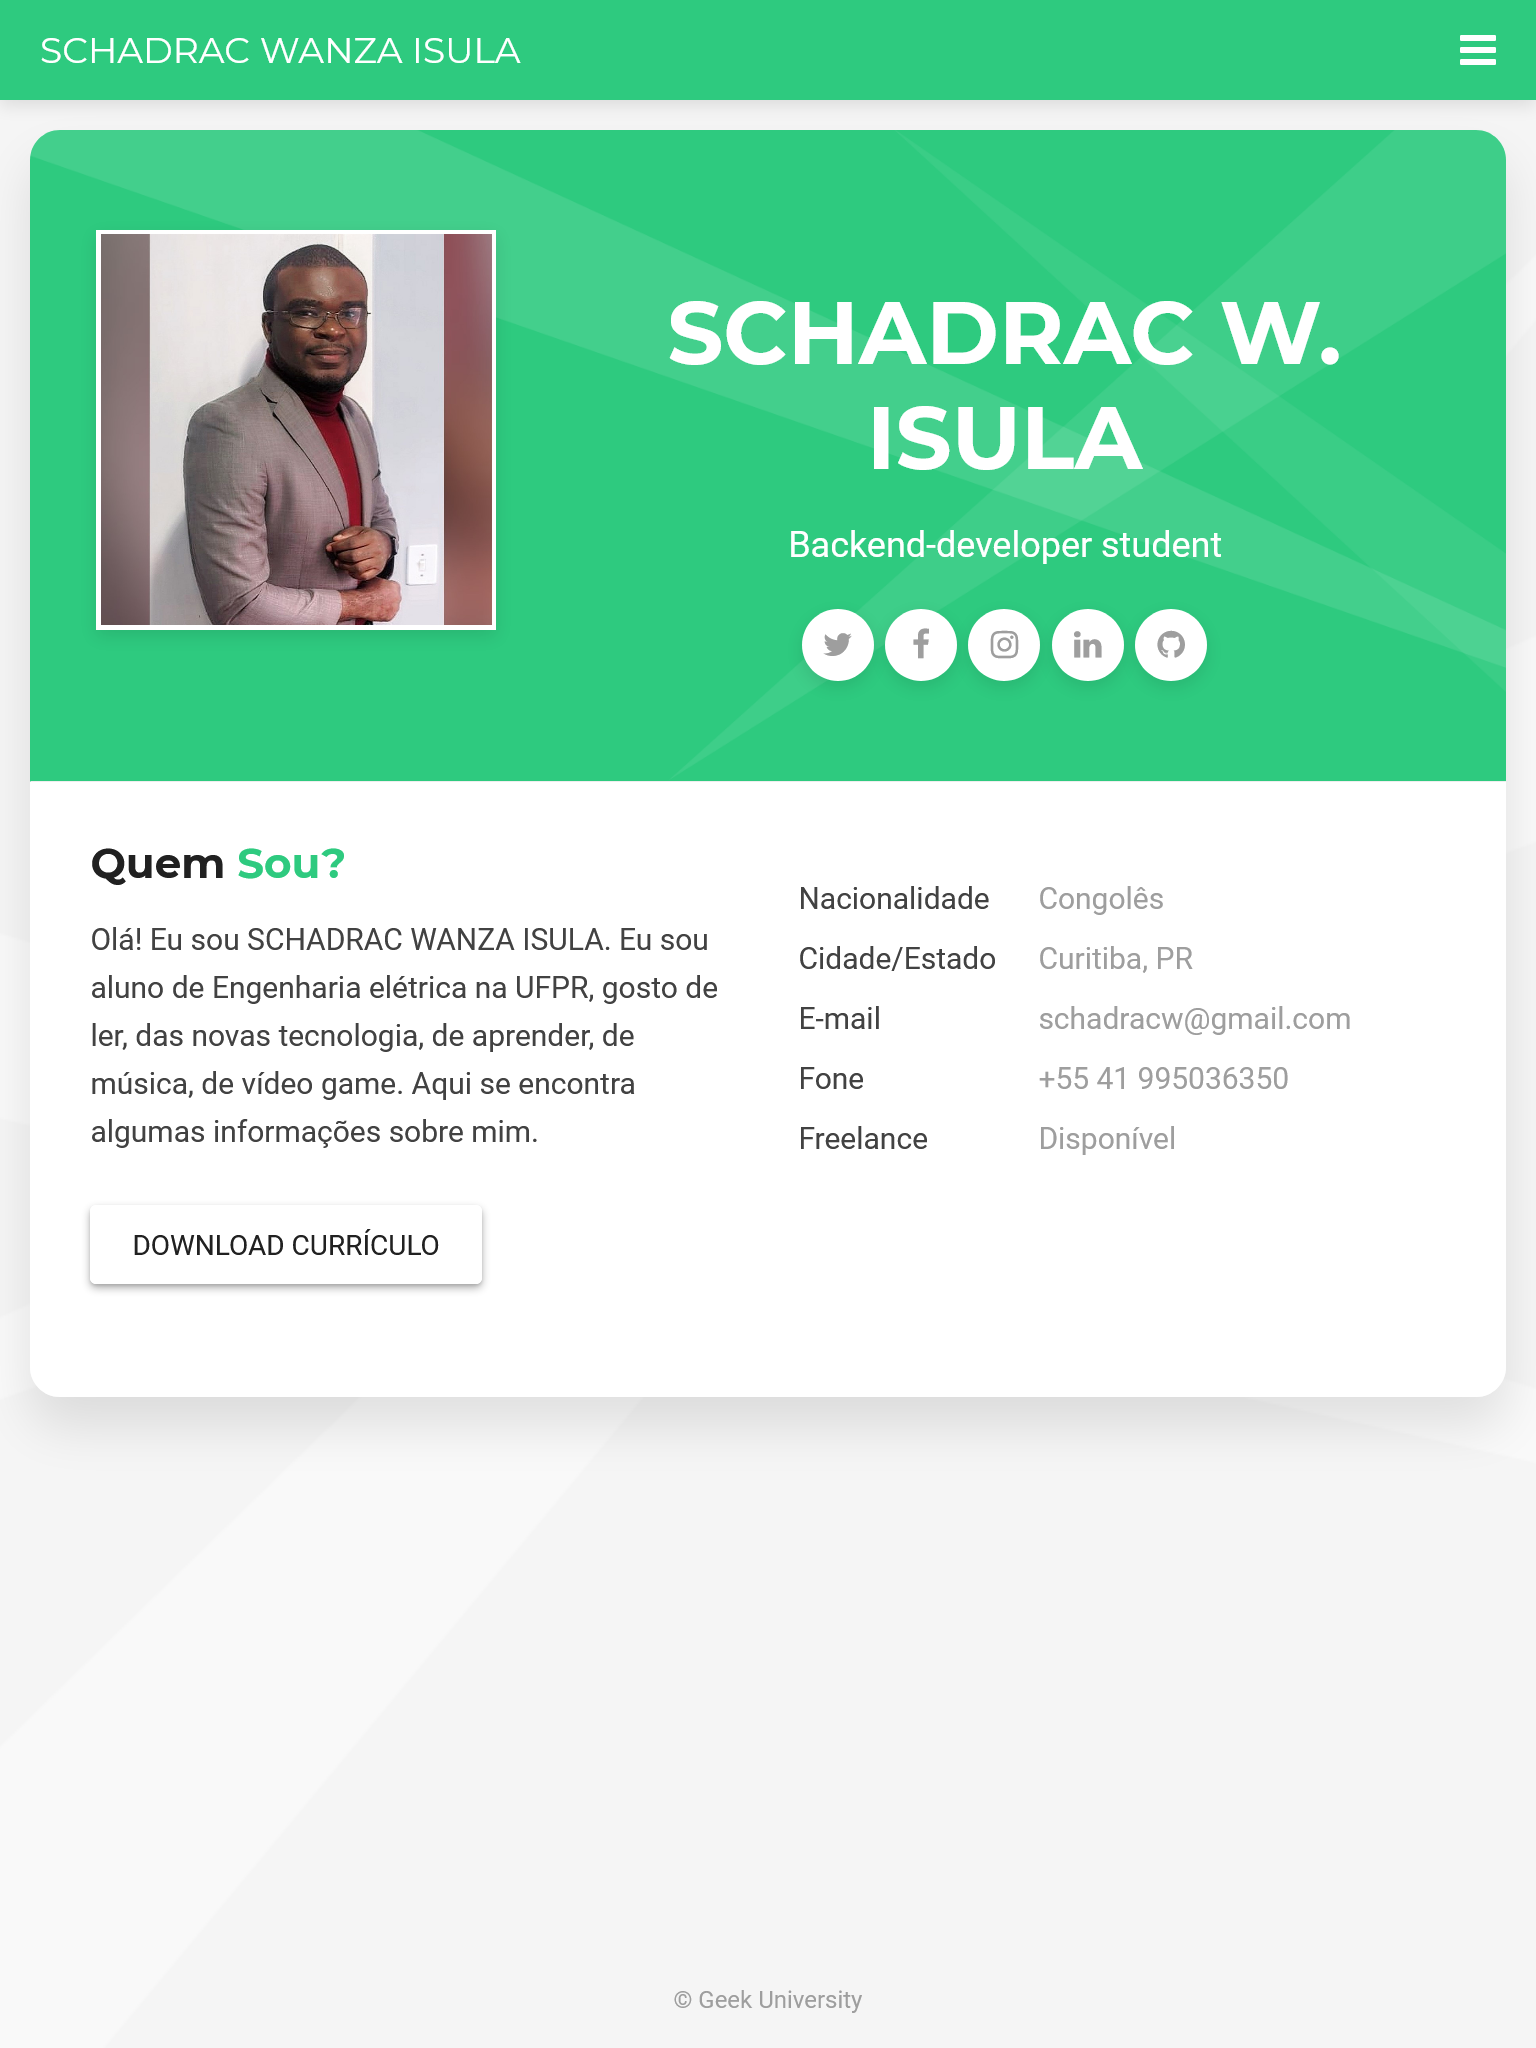 SCHADRAC WANZA ISULA
SCHADRAC W.
ISULA
Backend-developer student
Quem Sou?
Olá! Eu sou SCHADRAC WANZA ISULA. Eu sou
aluno de Engenharia elétrica na UFPR, gosto de
ler, das novas tecnologia, de aprender, de
música, de vídeo game. Aqui se encontra
algumas informações sobre mim.
DOWNLOAD CURRÍCULO
Nacionalidade Congolês
Cidade/Estado Curitiba, PR
E-mail schadracw@gmail.com
Fone +55 41 995036350
Freelance Disponível
© Geek University